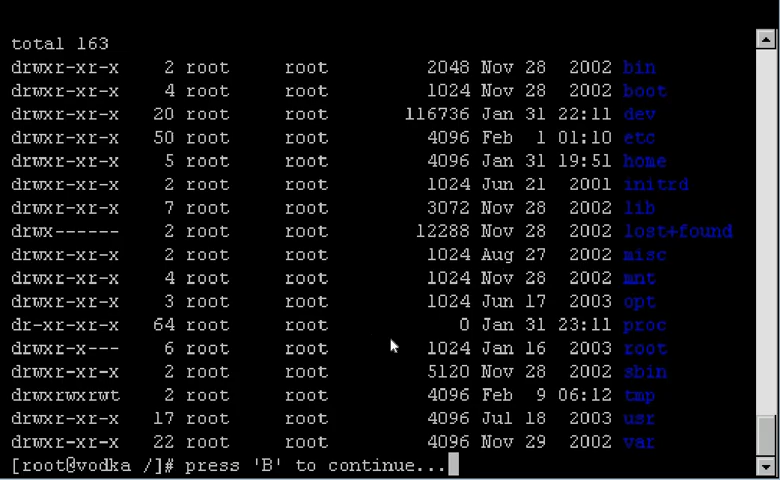 total 163
drwxr-xr-x 2 root root 2048 Nov 28 2002 bin
drwxr-xr-x 4 root root 1024 Nov 28 2002 boot
drwxr-xr-x 20 root root 116736 Jan 31 22:11 dev
drwxr-xr-x 50 root root 4096 Feb 1 01:10 etc
drwxr-xr-x 5 root root 4096 Jan 31 19:51 home
drwxr-xr-x 2 root root 1024 Jun 21 2001 initrd
drwxr-xr-x 7 root root 3072 Nov 28 2002 lib
drwx------ 2 root root 12288 Nov 28 2002 lost+found
drwxr-xr-x 2 root root 1024 Aug 27 2002 misc
drwxr-xr-x 4 root root 1024 Nov 28 2002 mnt
drwxr-xr-x 3 root root 1024 Jun 17 2003 opt
dr-xr-xr-x 64 root root 0 Jan 31 23:11 proc
drwxr-x--- 6 root root 1024 Jan 16 2003 root
drwxr-xr-x 2 root root 5120 Nov 28 2002 sbin
drwxrwxrwt 2 root root 4096 Feb 9 06:12 tmp
drwxr-xr-x 17 root root 4096 Jul 18 2003 usr
drwxr-xr-x 22 root root 4096 Nov 29 2002 var
[root@vodka /]# press 'B' to continue...